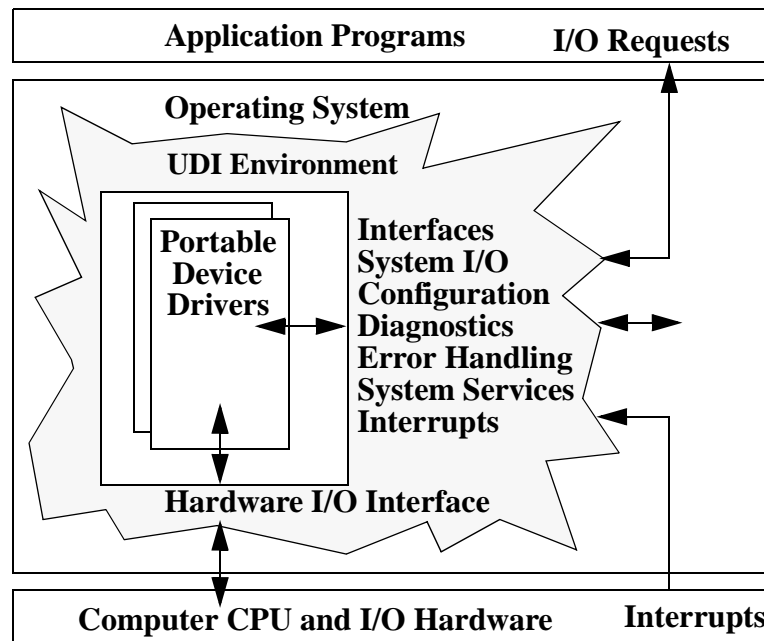 Application Programs
I/O Requests
Operating System
UDI Environment
Portable
Device
Drivers
Interfaces
System I/O
Configuration
Diagnostics
Error Handling
System Services
Interrupts
Hardware I/O Interface
Computer CPU and I/O Hardware
Interrupts